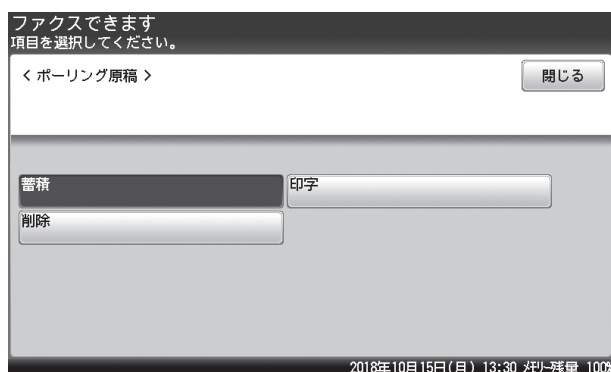 ファクスできます
項目を選択してください。
< ポーリング原稿 >
閉じる
蓄積
印字
削除
2018年10月15日(月) 13:30 ﾒﾓﾘｰ残量 100%